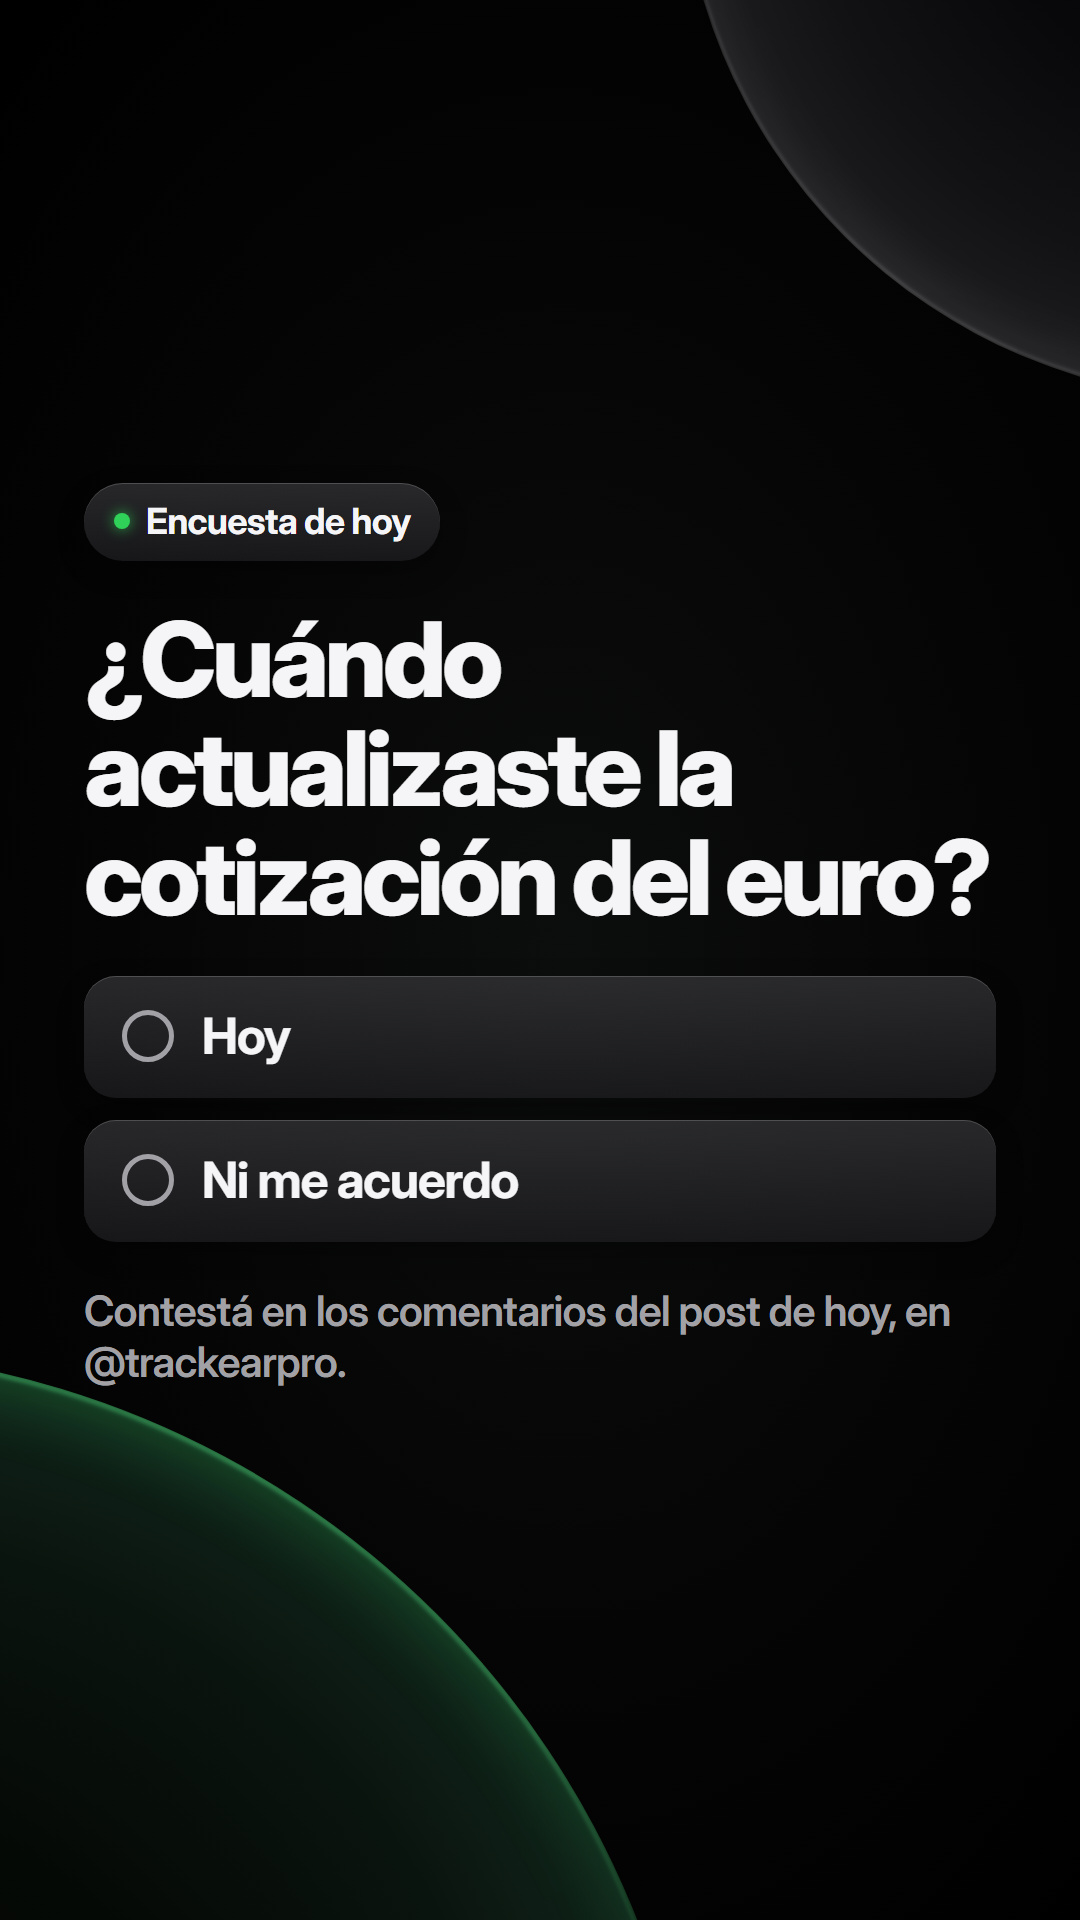 Encuesta de hoy
¿Cuándo
actualizaste la
cotización del euro?
Hoy
Ni me acuerdo
Contestá en los comentarios del post de hoy, en
@trackearpro.